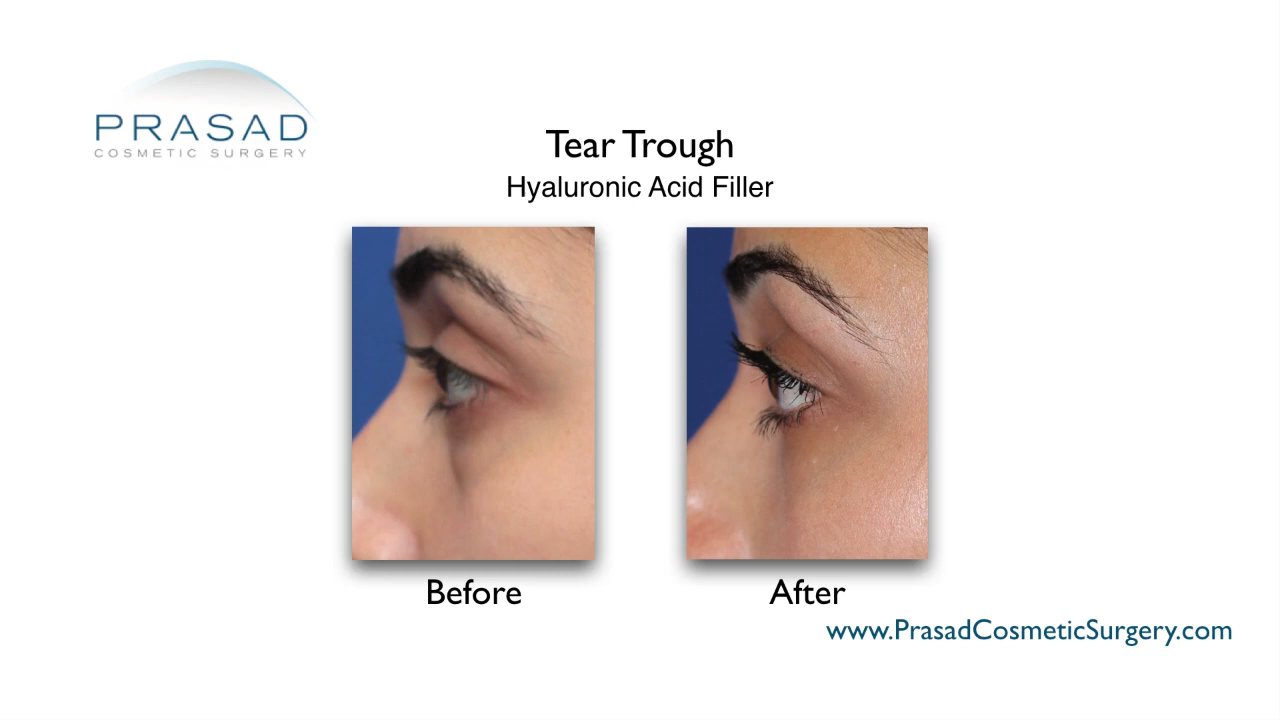 PRASAD
COSMETIC SURGERY
Tear Trough
Hyaluronic Acid Filler
Before
After
www.PrasadCosmeticSurgery.com